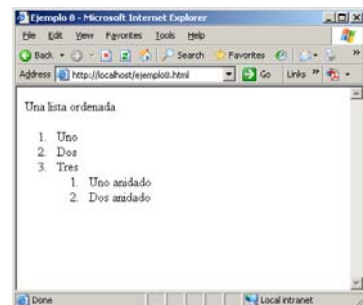 Ejemplo 8 - Microsoft Internet Explorer
File Edit View Favorites Tools Help
Back Search Favorites
Address http://localhost/ejemplo8.html Go Links
Una lista ordenada
1. Uno
2. Dos
3. Tres
1. Uno anidado
2. Dos anidado
Done Local intranet